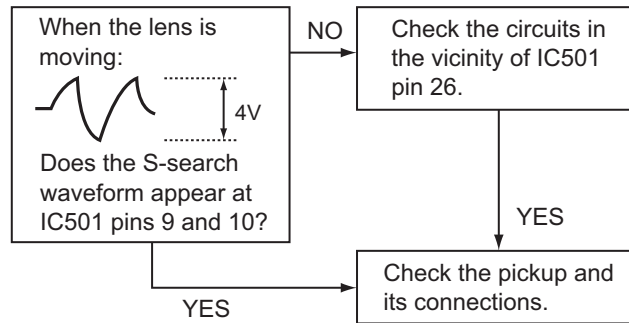 When the lens is
moving:
4V
Does the S-search
waveform appear at
IC501 pins 9 and 10?
NO
Check the circuits in
the vicinity of IC501
pin 26.
YES
YES
Check the pickup and
its connections.